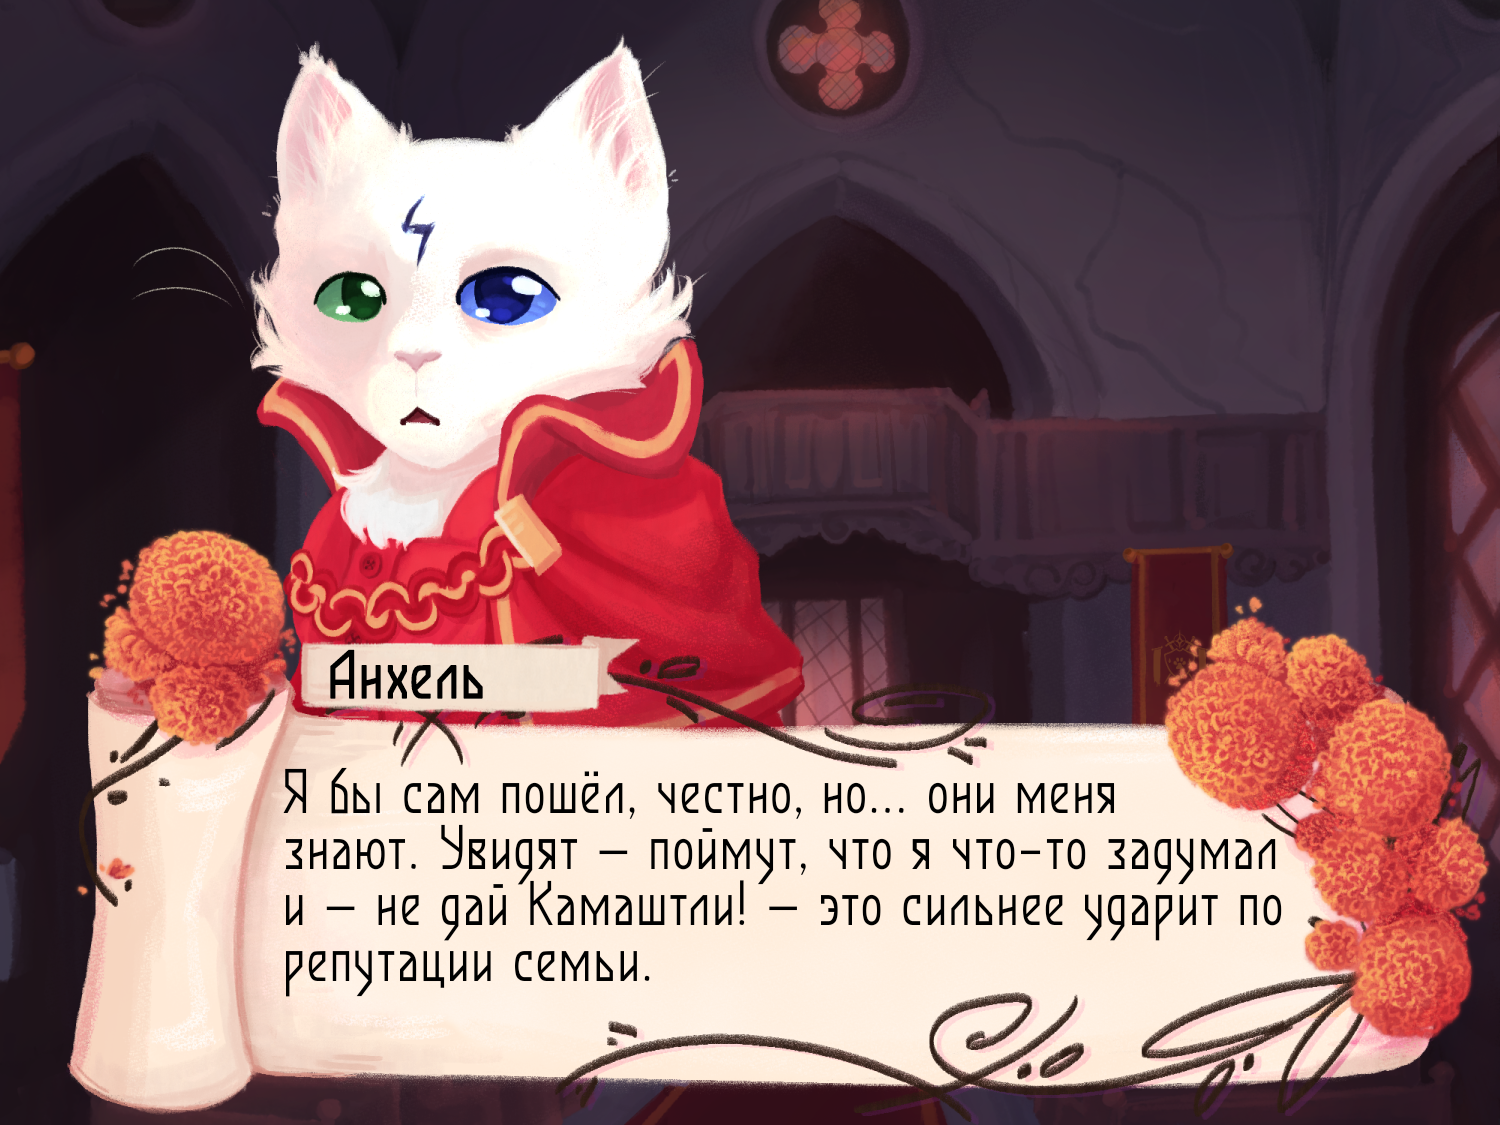 Анхель
Я бы сам пошёл, честно, но... они меня
знают. Увидят — поймут, что я что-то задумал
и — не дай Камаштли! — это сильнее ударит по
репутации семьи.